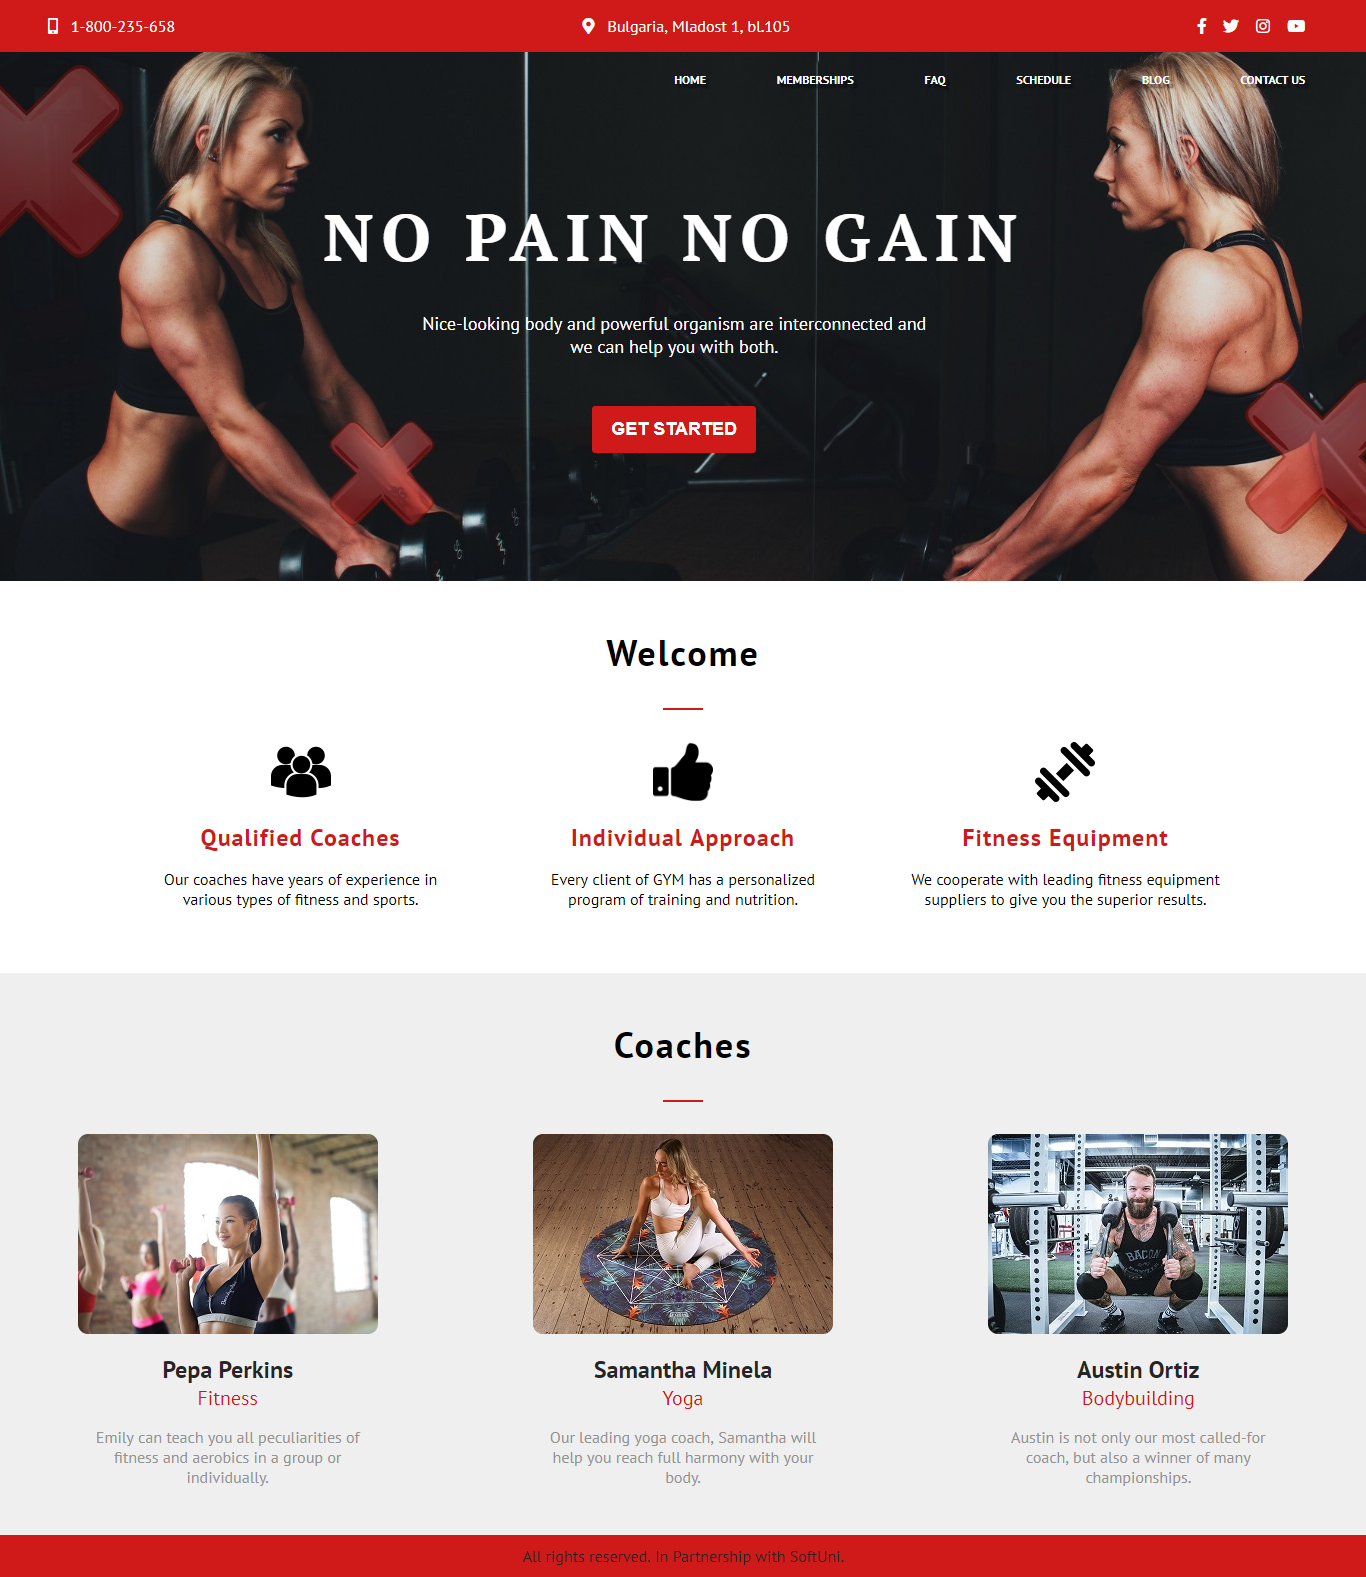 1-800-235-658
Bulgaria, Mladost 1, bl.105
HOME MEMBERSHIPS FAQ SCHEDULE BLOG CONTACT US
NO PAIN NO GAIN
Nice-looking body and powerful organism are interconnected and
we can help you with both.
GET STARTED
Welcome
Qualified Coaches
Our coaches have years of experience in
various types of fitness and sports.
Individual Approach
Every client of GYM has a personalized
program of training and nutrition.
Fitness Equipment
We cooperate with leading fitness equipment
suppliers to give you the superior results.
Coaches
Pepa Perkins
Fitness
Emily can teach you all peculiarities of
fitness and aerobics in a group or
individually.
Samantha Minela
Yoga
Our leading yoga coach, Samantha will
help you reach full harmony with your
body.
BACON
Austin Ortiz
Bodybuilding
Austin is not only our most called-for
coach, but also a winner of many
championships.
All rights reserved. In Partnership with SoftUni.